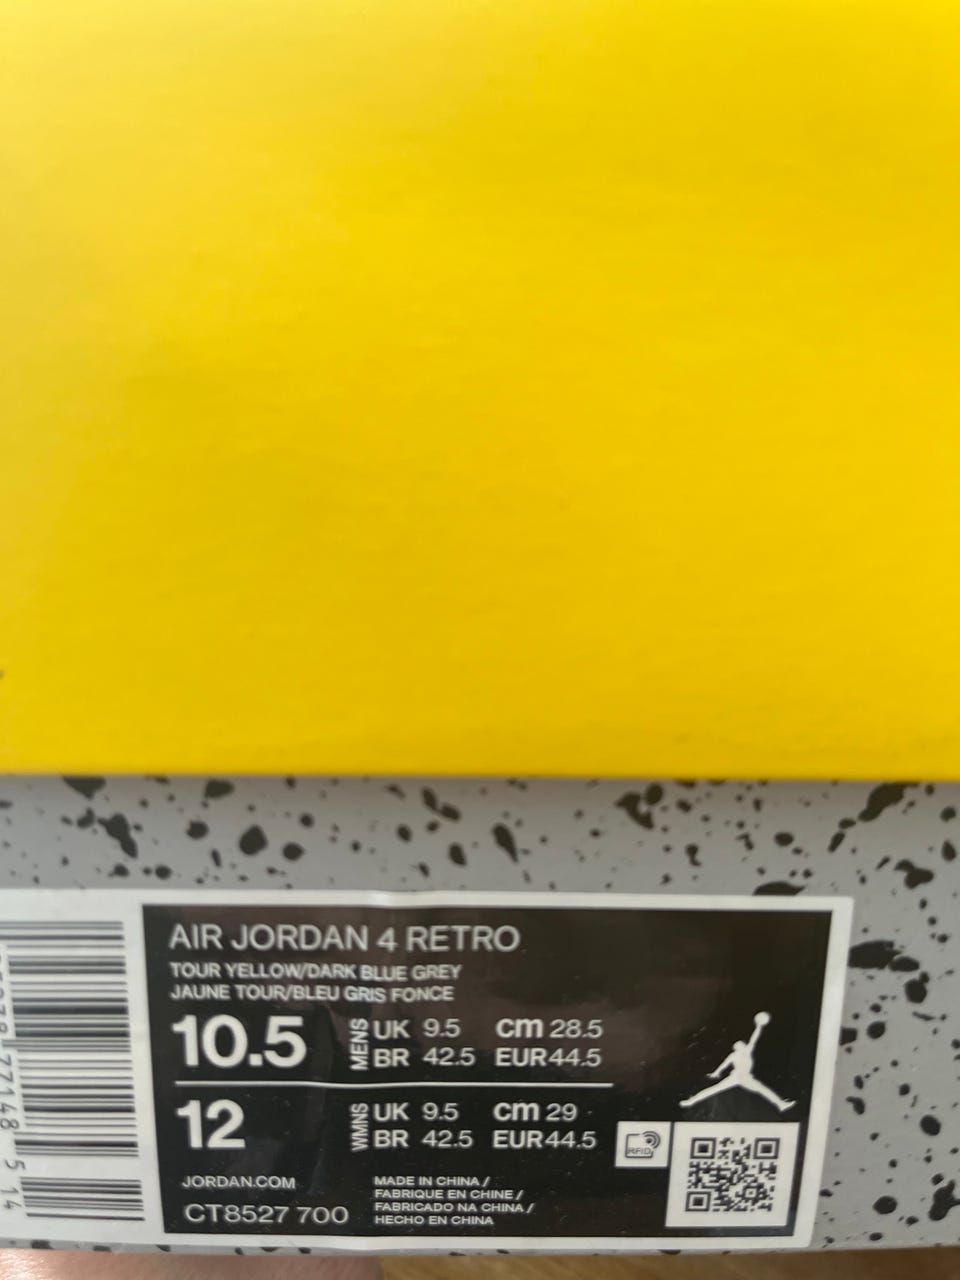 AIR JORDAN 4 RETRO
TOUR YELLOW/DARK BLUE GREY
JAUNE TOUR/BLEU GRIS FONCE
10.5 MENS UK 9.5 cm 28.5
BR 42.5 EUR 44.5
12 WMNS UK 9.5 cm 29
BR 42.5 EUR 44.5
RFID
JORDAN.COM
CT8527 700
MADE IN CHINA /
FABRIQUE EN CHINE /
FABRICADO NA CHINA /
HECHO EN CHINA
77148 5 14